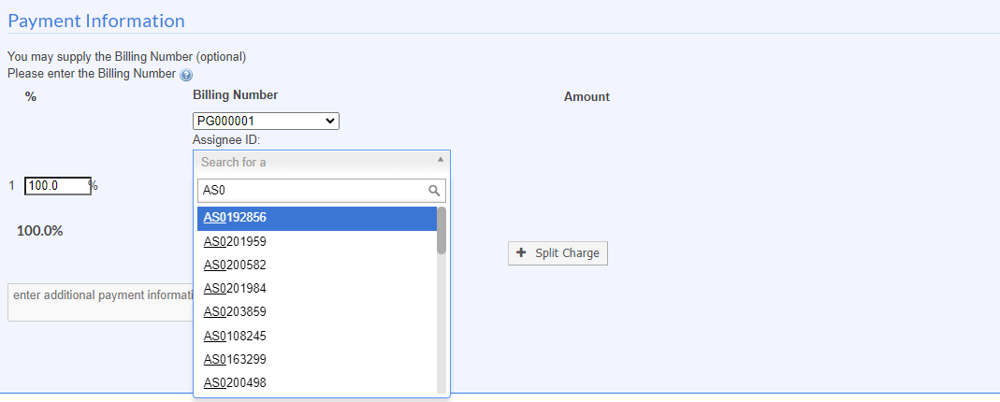 Payment Information
You may supply the Billing Number (optional)
Please enter the Billing Number ?
% Billing Number Amount
PG000001
Assignee ID:
Search for a
1 100.0 %
AS0
AS0192856
100.0%
AS0201959
+ Split Charge
AS0200582
enter additional payment informati
AS0201984
AS0203859
AS0108245
AS0163299
AS0200498